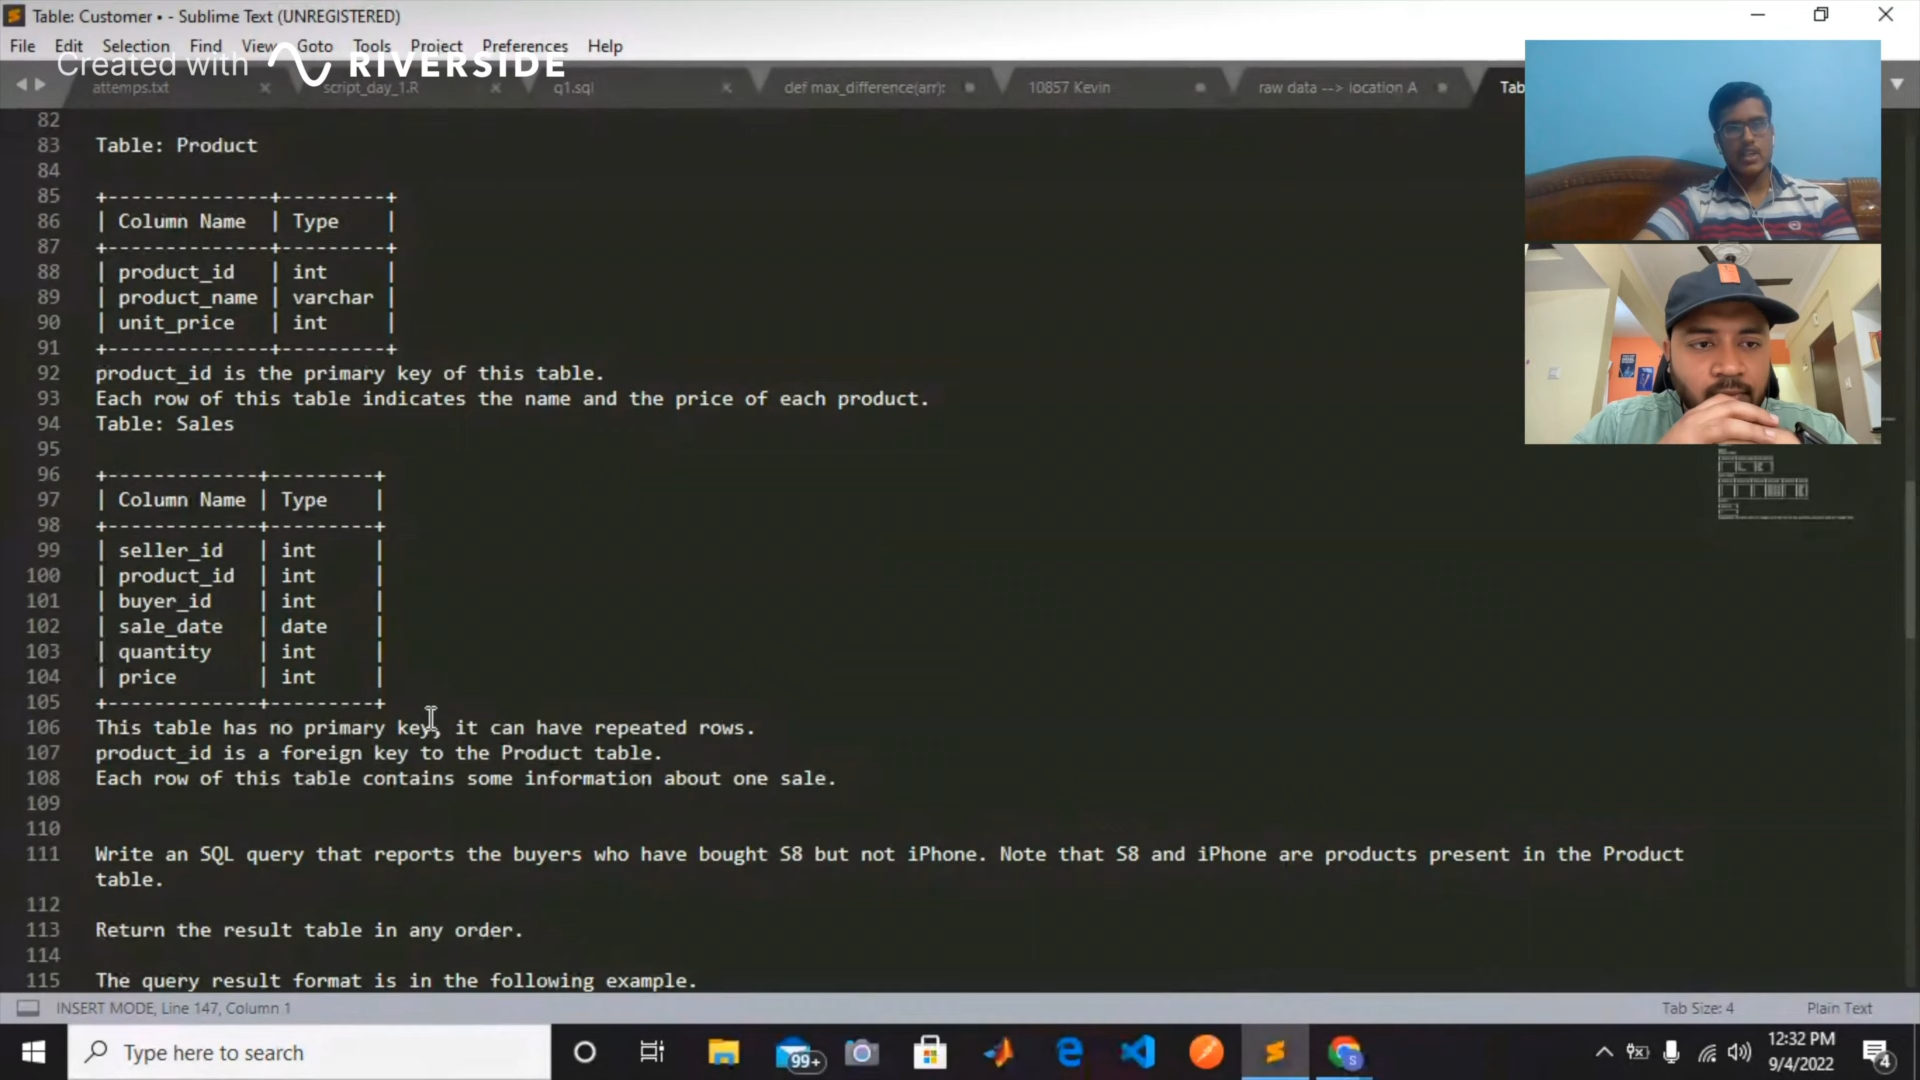 Table: Customer • - Sublime Text (UNREGISTERED)
File Edit Selection Find View Goto Tools Project Preferences Help
Created with RIVERSIDE
attemps.txt script_day_1.R q1.sql def max_difference(arr): 10857 Kevin raw data --> location A Tab
82
83 Table: Product
84
85 +--------------+---------+
86 | Column Name | Type |
87 +--------------+---------+
88 | product_id | int |
89 | product_name | varchar |
90 | unit_price | int |
91 +--------------+---------+
92 product_id is the primary key of this table.
93 Each row of this table indicates the name and the price of each product.
94 Table: Sales
95
96 +-------------+---------+
97 | Column Name | Type |
98 +-------------+---------+
99 | seller_id | int |
100 | product_id | int |
101 | buyer_id | int |
102 | sale_date | date |
103 | quantity | int |
104 | price | int |
105 +-------------+---------+
106 This table has no primary key, it can have repeated rows.
107 product_id is a foreign key to the Product table.
108 Each row of this table contains some information about one sale.
109
110
111 Write an SQL query that reports the buyers who have bought S8 but not iPhone. Note that S8 and iPhone are products present in the Product
table.
112
113 Return the result table in any order.
114
115 The query result format is in the following example.
INSERT MODE, Line 147, Column 1 Tab Size: 4 Plain Text
Type here to search
99+
S
12:32 PM
9/4/2022
4